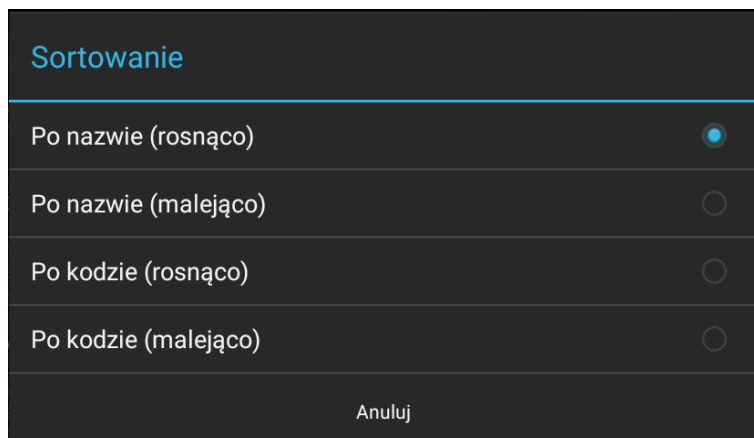 Sortowanie
Po nazwie (rosnąco)
Po nazwie (malejąco)
Po kodzie (rosnąco)
Po kodzie (malejąco)
Anuluj